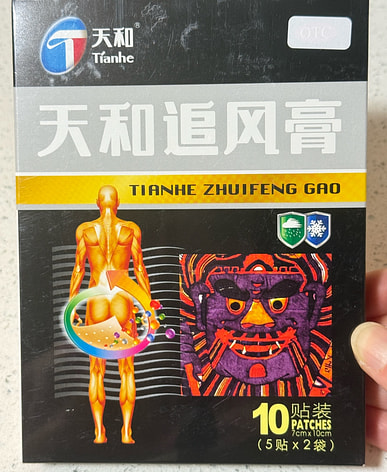 天和®
Tianhe
OTC
天和追风膏
TIANHE ZHUIFENG GAO
10贴装
PATCHES
7cm x 10cm
(5贴 x 2袋)